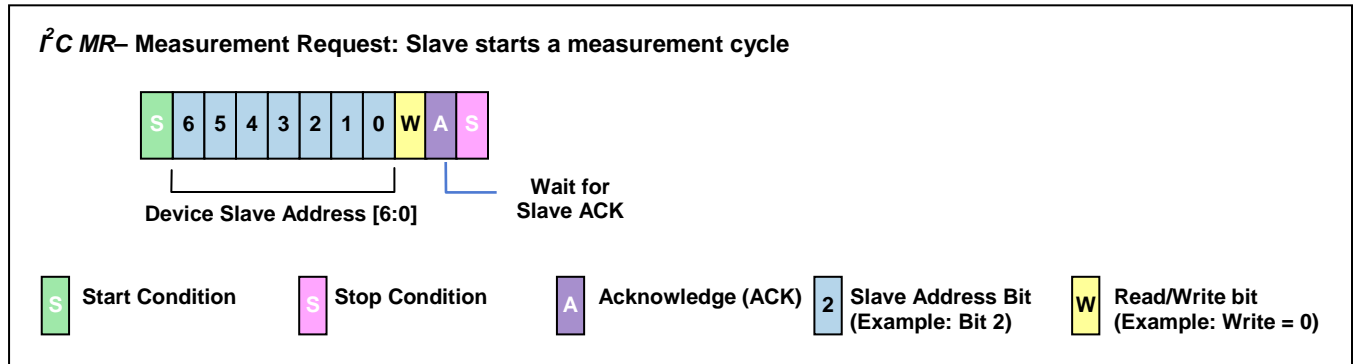 I²C MR– Measurement Request: Slave starts a measurement cycle
S 6 5 4 3 2 1 0 W A S
Wait for
Slave ACK
Device Slave Address [6:0]
S Start Condition
S Stop Condition
A Acknowledge (ACK)
2 Slave Address Bit
(Example: Bit 2)
W Read/Write bit
(Example: Write = 0)